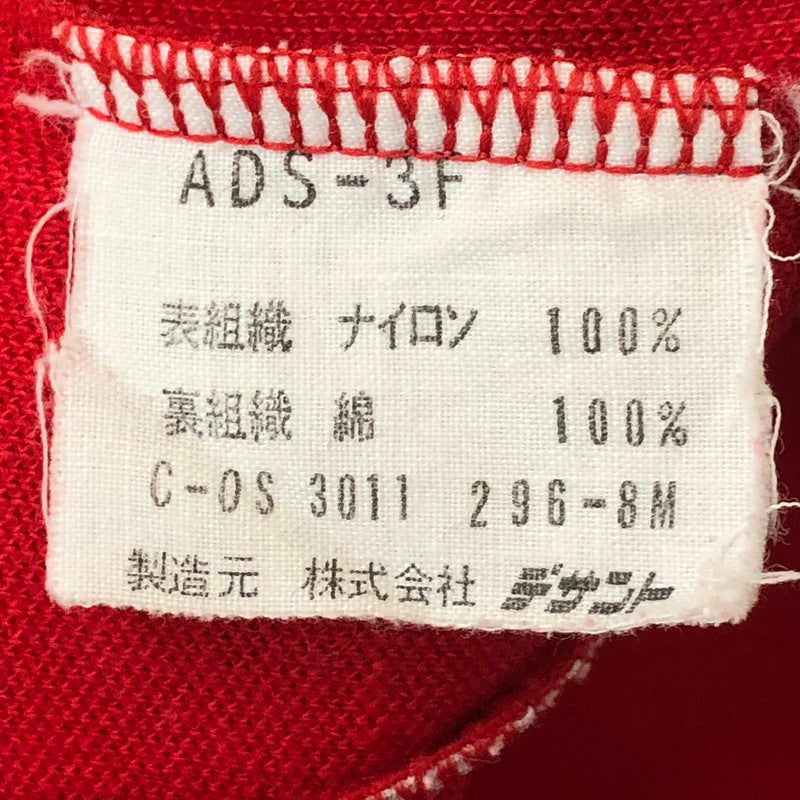 ADS-3F
表組織 ナイロン 100%
裏組織 綿 100%
C-OS 3011 296-8M
製造元 株式会社 デサント